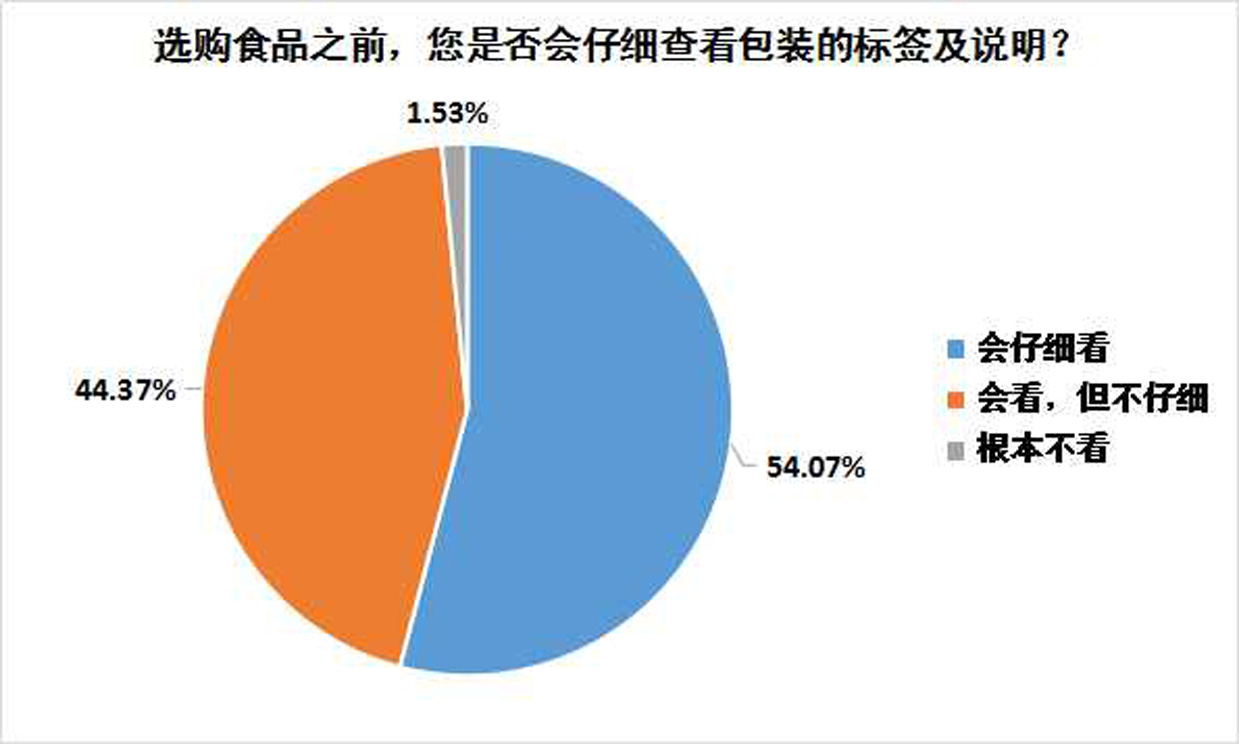 选购食品之前，您是否会仔细查看包装的标签及说明？
1.53%
44.37%
54.07%
会仔细看
会看，但不仔细
根本不看